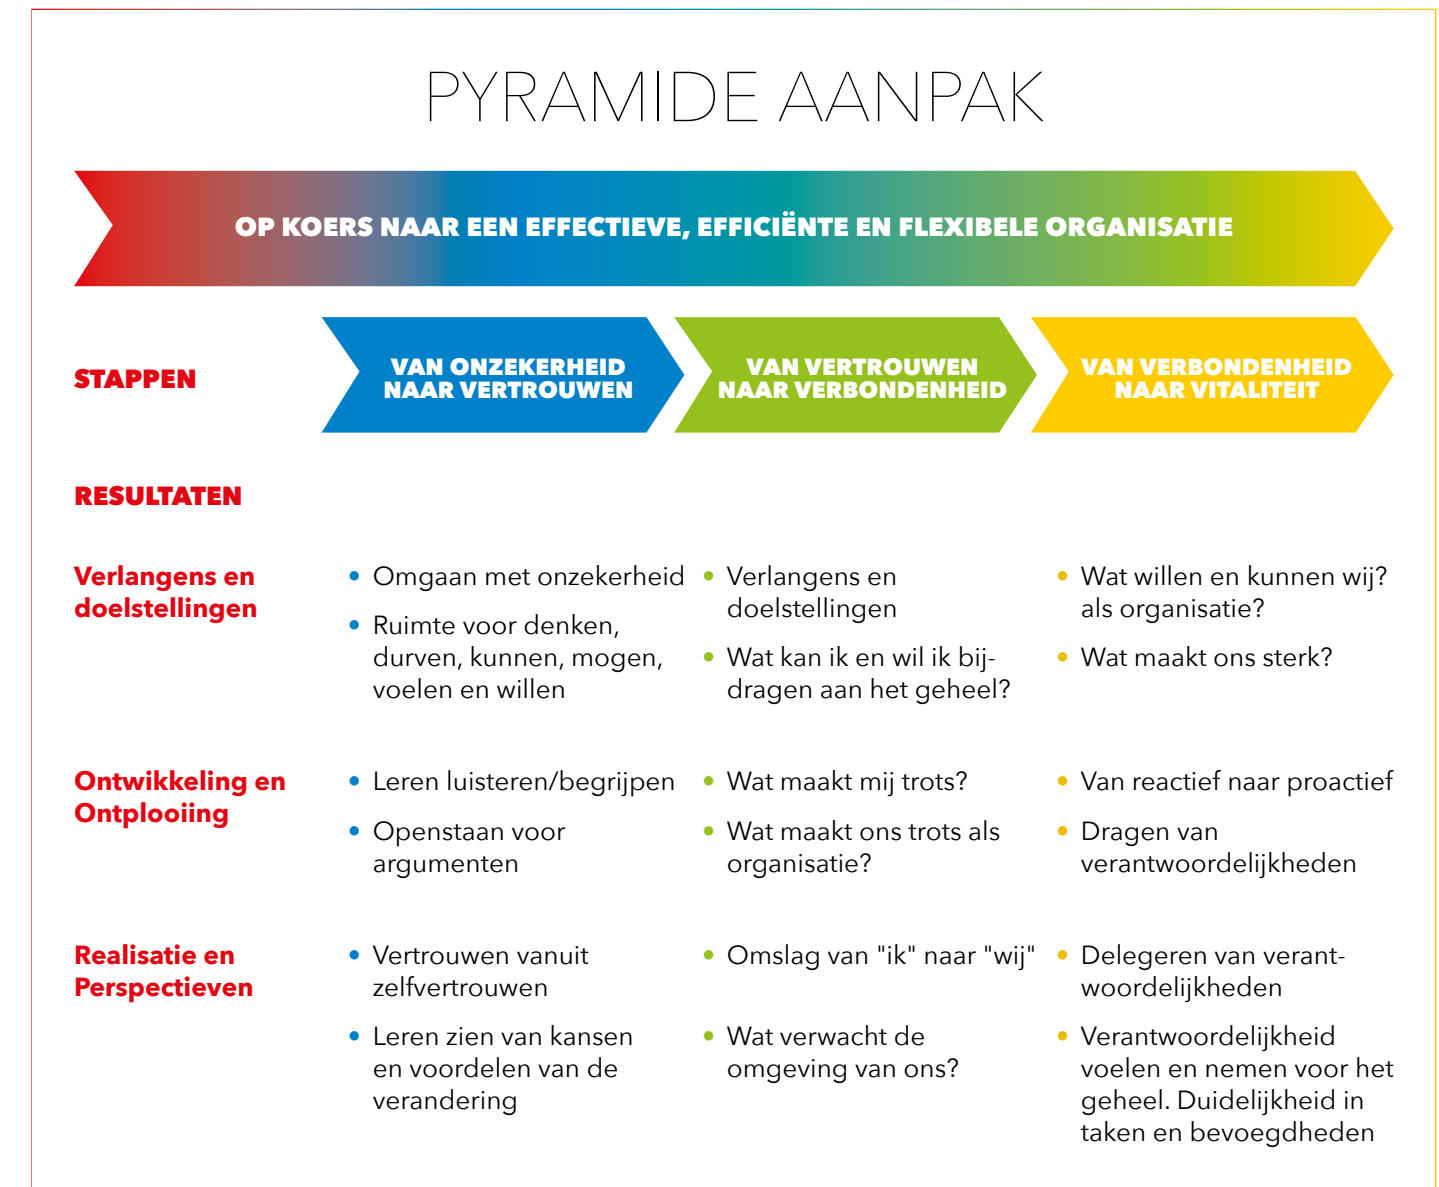 PYRAMIDE AANPAK
OP KOERS NAAR EEN EFFECTIEVE, EFFICIËNTE EN FLEXIBELE ORGANISATIE
STAPPEN
VAN ONZEKERHEID
NAAR VERTROUWEN
VAN VERTROUWEN
NAAR VERBONDENHEID
VAN VERBONDENHEID
NAAR VITALITEIT
RESULTATEN
Verlangens en
doelstellingen
• Omgaan met onzekerheid
• Ruimte voor denken,
durven, kunnen, mogen,
voelen en willen
• Verlangens en
doelstellingen
• Wat kan ik en wil ik bij-
dragen aan het geheel?
• Wat willen en kunnen wij?
als organisatie?
• Wat maakt ons sterk?
Ontwikkeling en
Ontplooiing
• Leren luisteren/begrijpen
• Openstaan voor
argumenten
• Wat maakt mij trots?
• Wat maakt ons trots als
organisatie?
• Van reactief naar proactief
• Dragen van
verantwoordelijkheden
Realisatie en
Perspectieven
• Vertrouwen vanuit
zelfvertrouwen
• Leren zien van kansen
en voordelen van de
verandering
• Omslag van "ik" naar "wij"
• Wat verwacht de
omgeving van ons?
• Delegeren van verant-
woordelijkheden
• Verantwoordelijkheid
voelen en nemen voor het
geheel. Duidelijkheid in
taken en bevoegdheden